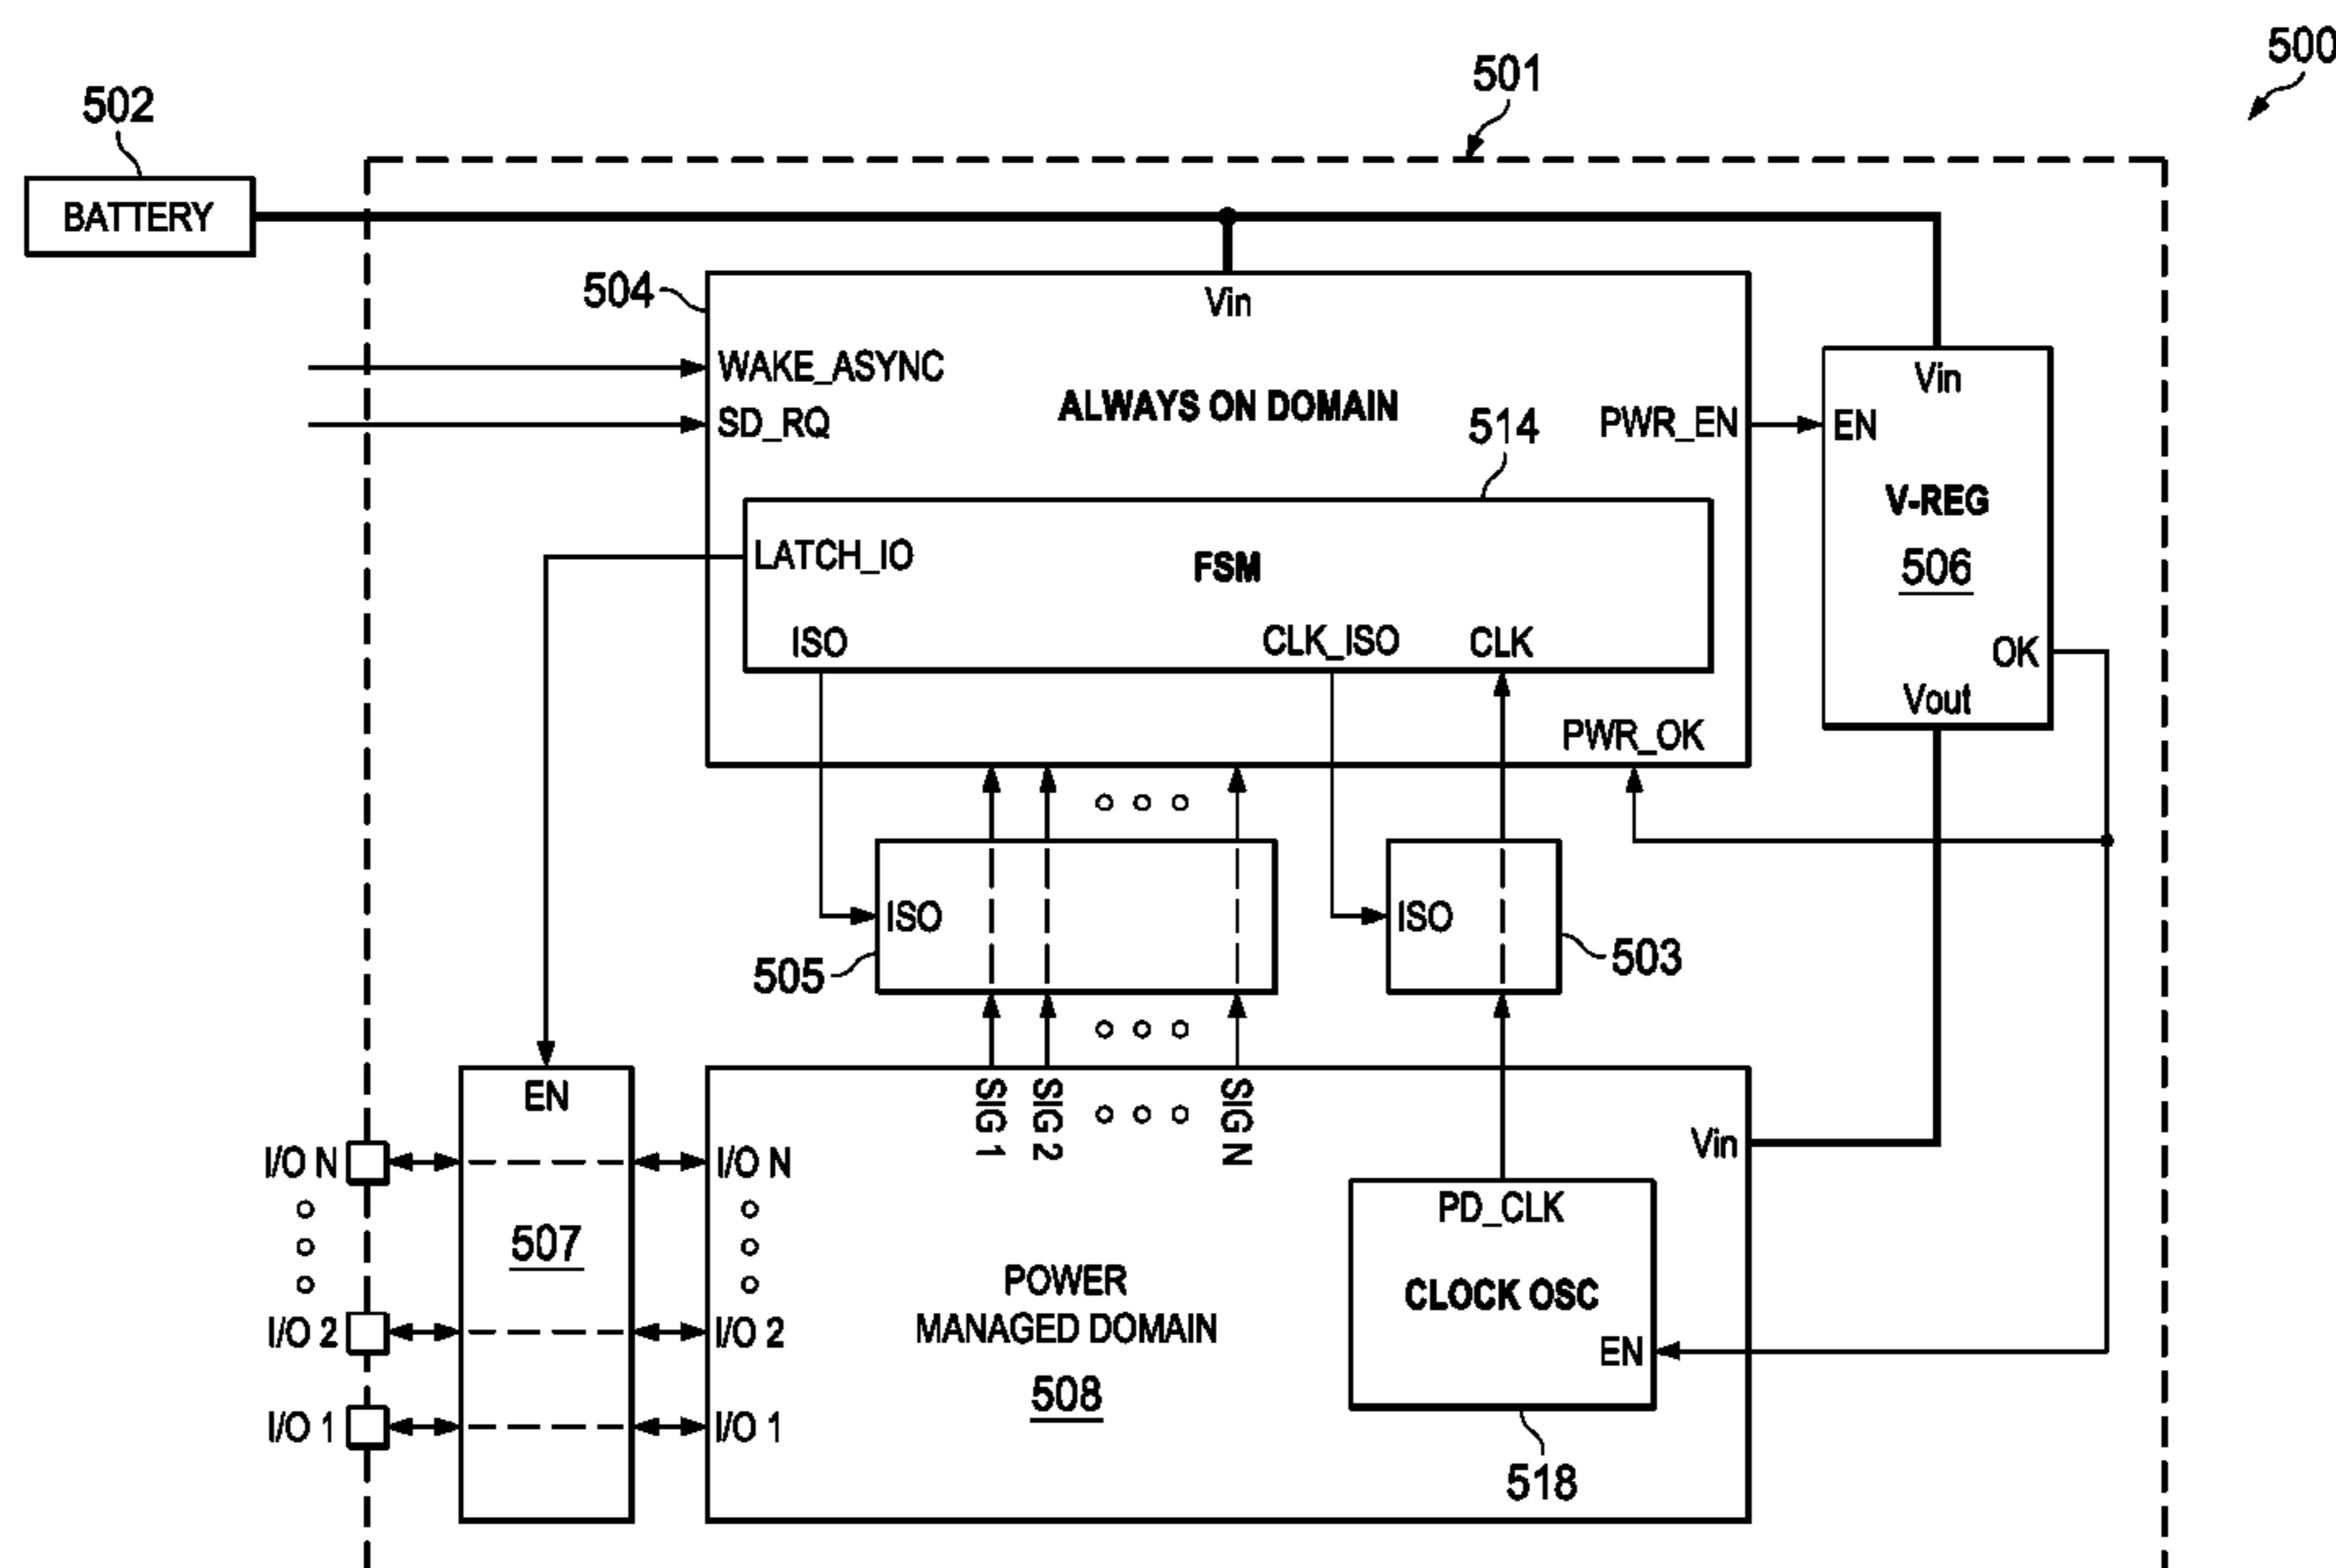 500
501
502
BATTERY
504
Vin
WAKE_ASYNC
SD_RQ
ALWAYS ON DOMAIN
PWR_EN
514
LATCH_IO
FSM
ISO
CLK_ISO
CLK
PWR_OK
Vin
EN
V-REG
506
OK
Vout
ISO
505
ISO
503
EN
507
I/O N
I/O 2
I/O 1
I/O N
I/O 2
I/O 1
SIG 1
SIG 2
SIG N
Vin
POWER
MANAGED DOMAIN
508
PD_CLK
CLOCK OSC
EN
518